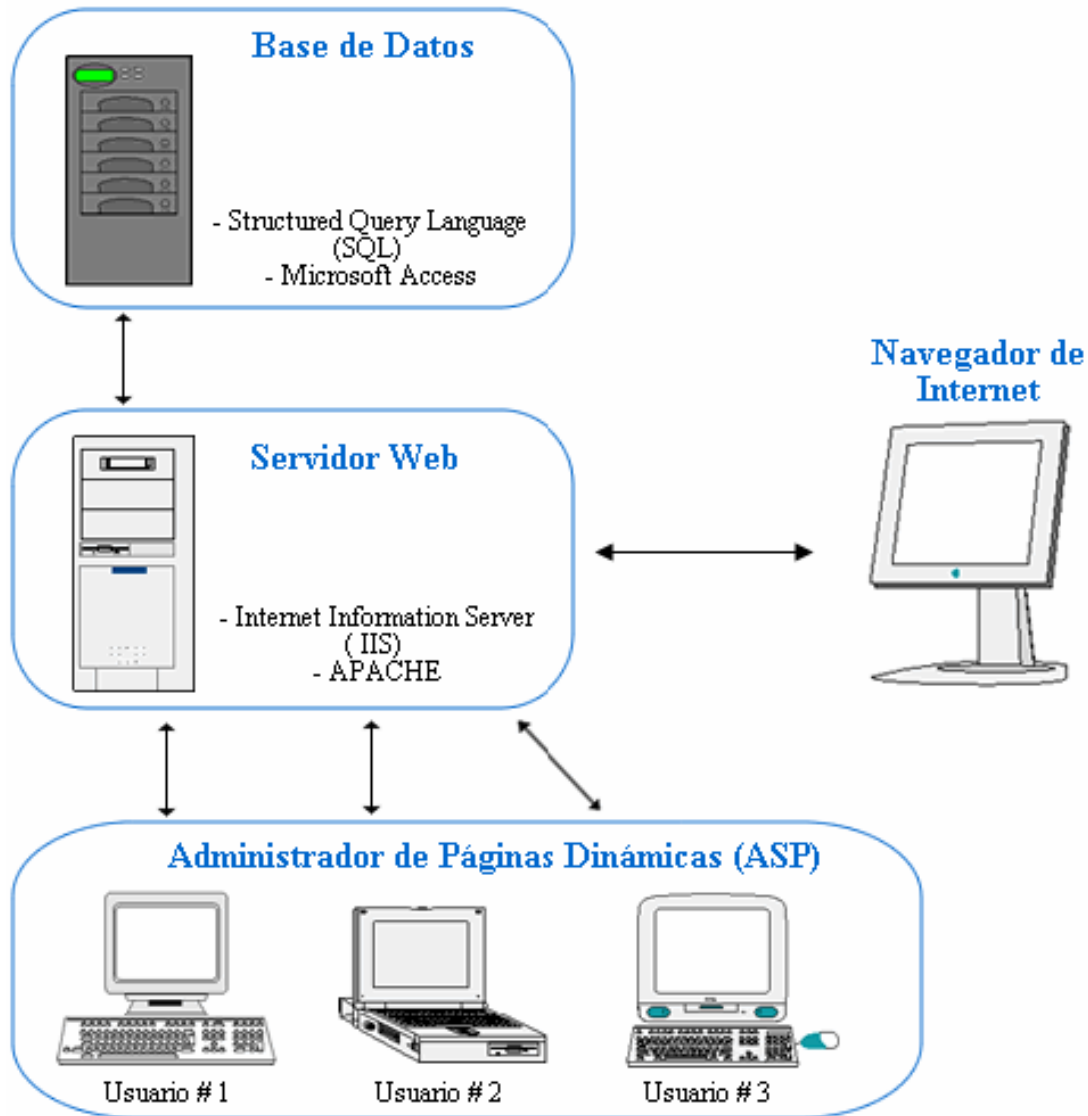 Base de Datos
- Structured Query Language
(SQL)
- Microsoft Access
Navegador de
Internet
Servidor Web
- Internet Information Server
( IIS)
- APACHE
Administrador de Páginas Dinámicas (ASP)
Usuario # 1
Usuario # 2
Usuario # 3